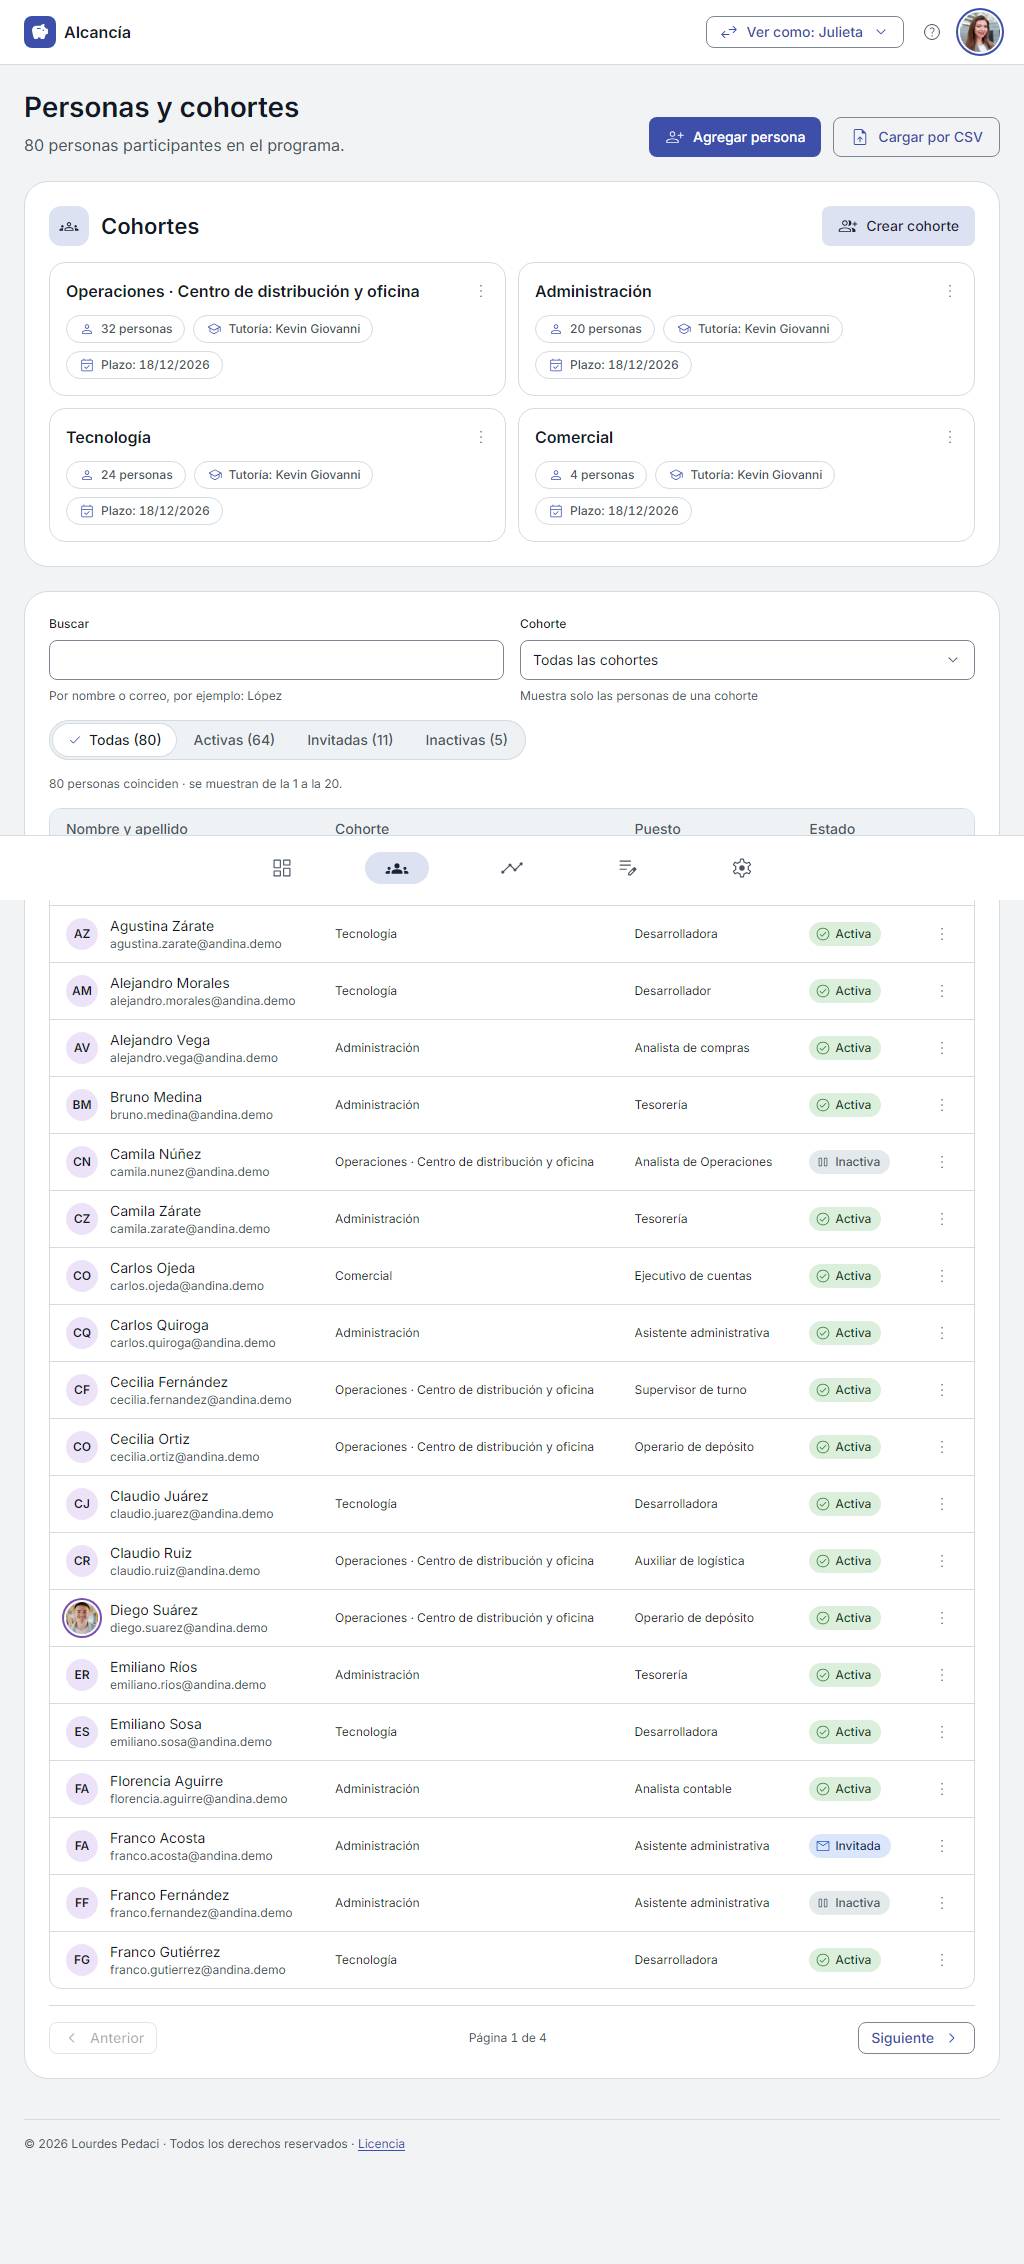 Alcancía
Ver como: Julieta
Personas y cohortes
80 personas participantes en el programa.
Agregar persona
Cargar por CSV
Cohortes
Crear cohorte
Operaciones · Centro de distribución y oficina
32 personas
Tutoría: Kevin Giovanni
Plazo: 18/12/2026
Administración
20 personas
Tutoría: Kevin Giovanni
Plazo: 18/12/2026
Tecnología
24 personas
Tutoría: Kevin Giovanni
Plazo: 18/12/2026
Comercial
4 personas
Tutoría: Kevin Giovanni
Plazo: 18/12/2026
Buscar
Por nombre o correo, por ejemplo: López
Cohorte
Todas las cohortes
Muestra solo las personas de una cohorte
Todas (80) Activas (64) Invitadas (11) Inactivas (5)
80 personas coinciden · se muestran de la 1 a la 20.
Nombre y apellido Cohorte Puesto Estado
AZ Agustina Zárate Tecnología Desarrolladora Activa
agustina.zarate@andina.demo
AM Alejandro Morales Tecnología Desarrollador Activa
alejandro.morales@andina.demo
AV Alejandro Vega Administración Analista de compras Activa
alejandro.vega@andina.demo
BM Bruno Medina Administración Tesorería Activa
bruno.medina@andina.demo
CN Camila Núñez Operaciones · Centro de distribución y oficina Analista de Operaciones Inactiva
camila.nunez@andina.demo
CZ Camila Zárate Administración Tesorería Activa
camila.zarate@andina.demo
CO Carlos Ojeda Comercial Ejecutivo de cuentas Activa
carlos.ojeda@andina.demo
CQ Carlos Quiroga Administración Asistente administrativa Activa
carlos.quiroga@andina.demo
CF Cecilia Fernández Operaciones · Centro de distribución y oficina Supervisor de turno Activa
cecilia.fernandez@andina.demo
CO Cecilia Ortiz Operaciones · Centro de distribución y oficina Operario de depósito Activa
cecilia.ortiz@andina.demo
CJ Claudio Juárez Tecnología Desarrolladora Activa
claudio.juarez@andina.demo
CR Claudio Ruiz Operaciones · Centro de distribución y oficina Auxiliar de logística Activa
claudio.ruiz@andina.demo
Diego Suárez Operaciones · Centro de distribución y oficina Operario de depósito Activa
diego.suarez@andina.demo
ER Emiliano Ríos Administración Tesorería Activa
emiliano.rios@andina.demo
ES Emiliano Sosa Tecnología Desarrolladora Activa
emiliano.sosa@andina.demo
FA Florencia Aguirre Administración Analista contable Activa
florencia.aguirre@andina.demo
FA Franco Acosta Administración Asistente administrativa Invitada
franco.acosta@andina.demo
FF Franco Fernández Administración Asistente administrativa Inactiva
franco.fernandez@andina.demo
FG Franco Gutiérrez Tecnología Desarrolladora Activa
franco.gutierrez@andina.demo
Anterior Página 1 de 4 Siguiente
© 2026 Lourdes Pedaci · Todos los derechos reservados · Licencia